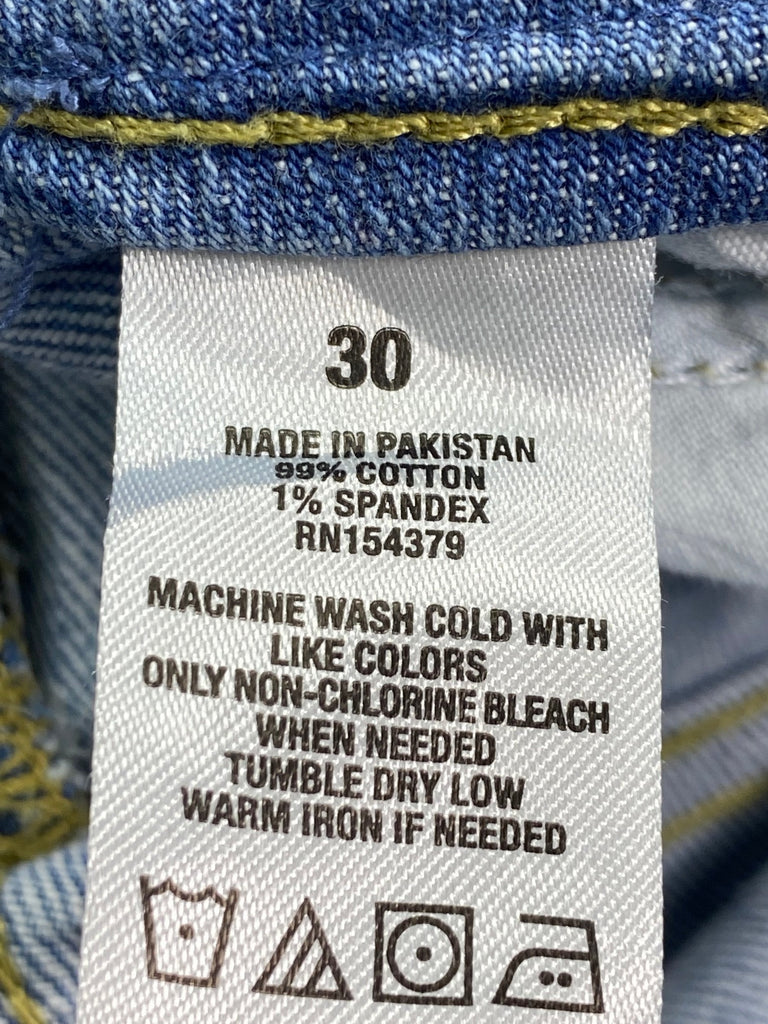 30
MADE IN PAKISTAN
99% COTTON
1% SPANDEX
RN154379
MACHINE WASH COLD WITH
LIKE COLORS
ONLY NON-CHLORINE BLEACH
WHEN NEEDED
TUMBLE DRY LOW
WARM IRON IF NEEDED